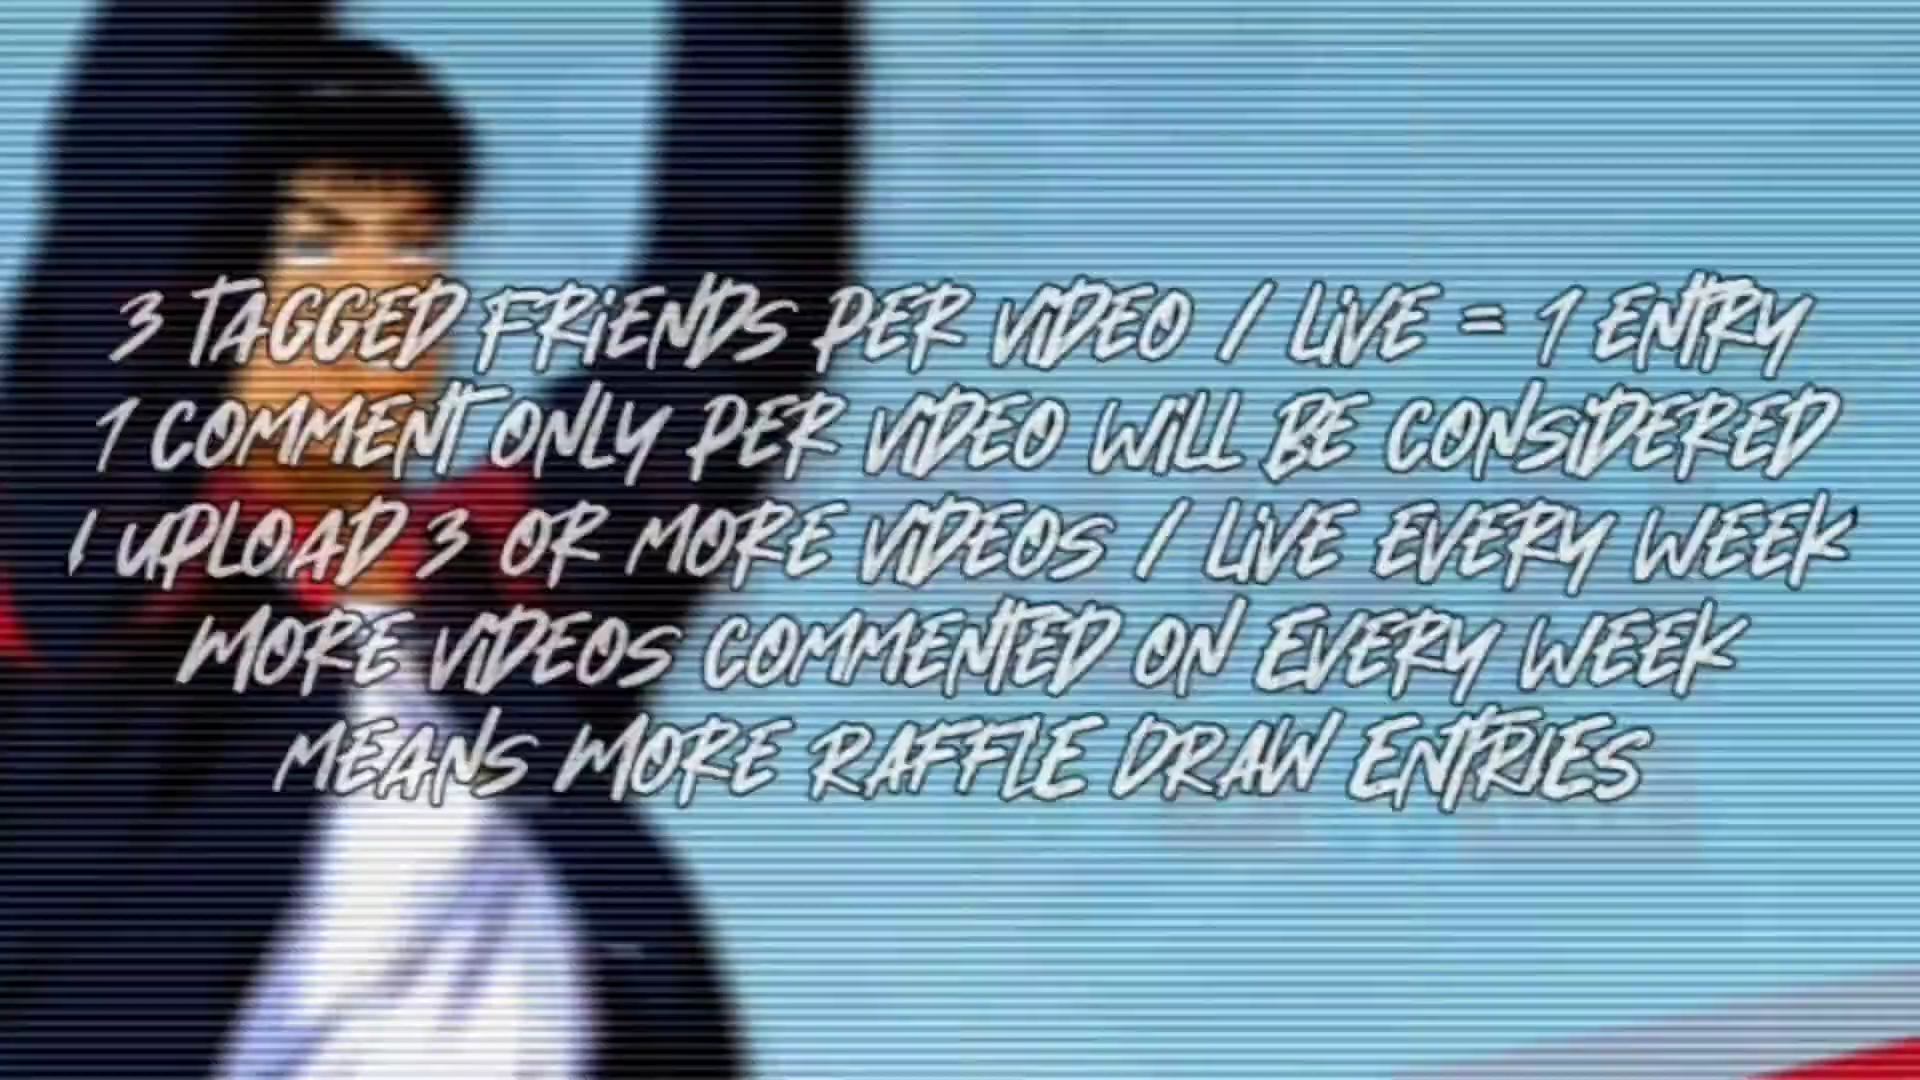 3 TAGGED FRiENDS PER ViDEO / LiVE = 1 ENTRY
1 COMMENT ONLY PER ViDEO WiLL BE CONSiDERED
I UPLOAD 3 OR MORE ViDEOS / LiVE EVERY WEEK
MORE ViDEOS COMMENTED ON EVERY WEEK
MEANS MORE RAFFLE DRAW ENTRIES